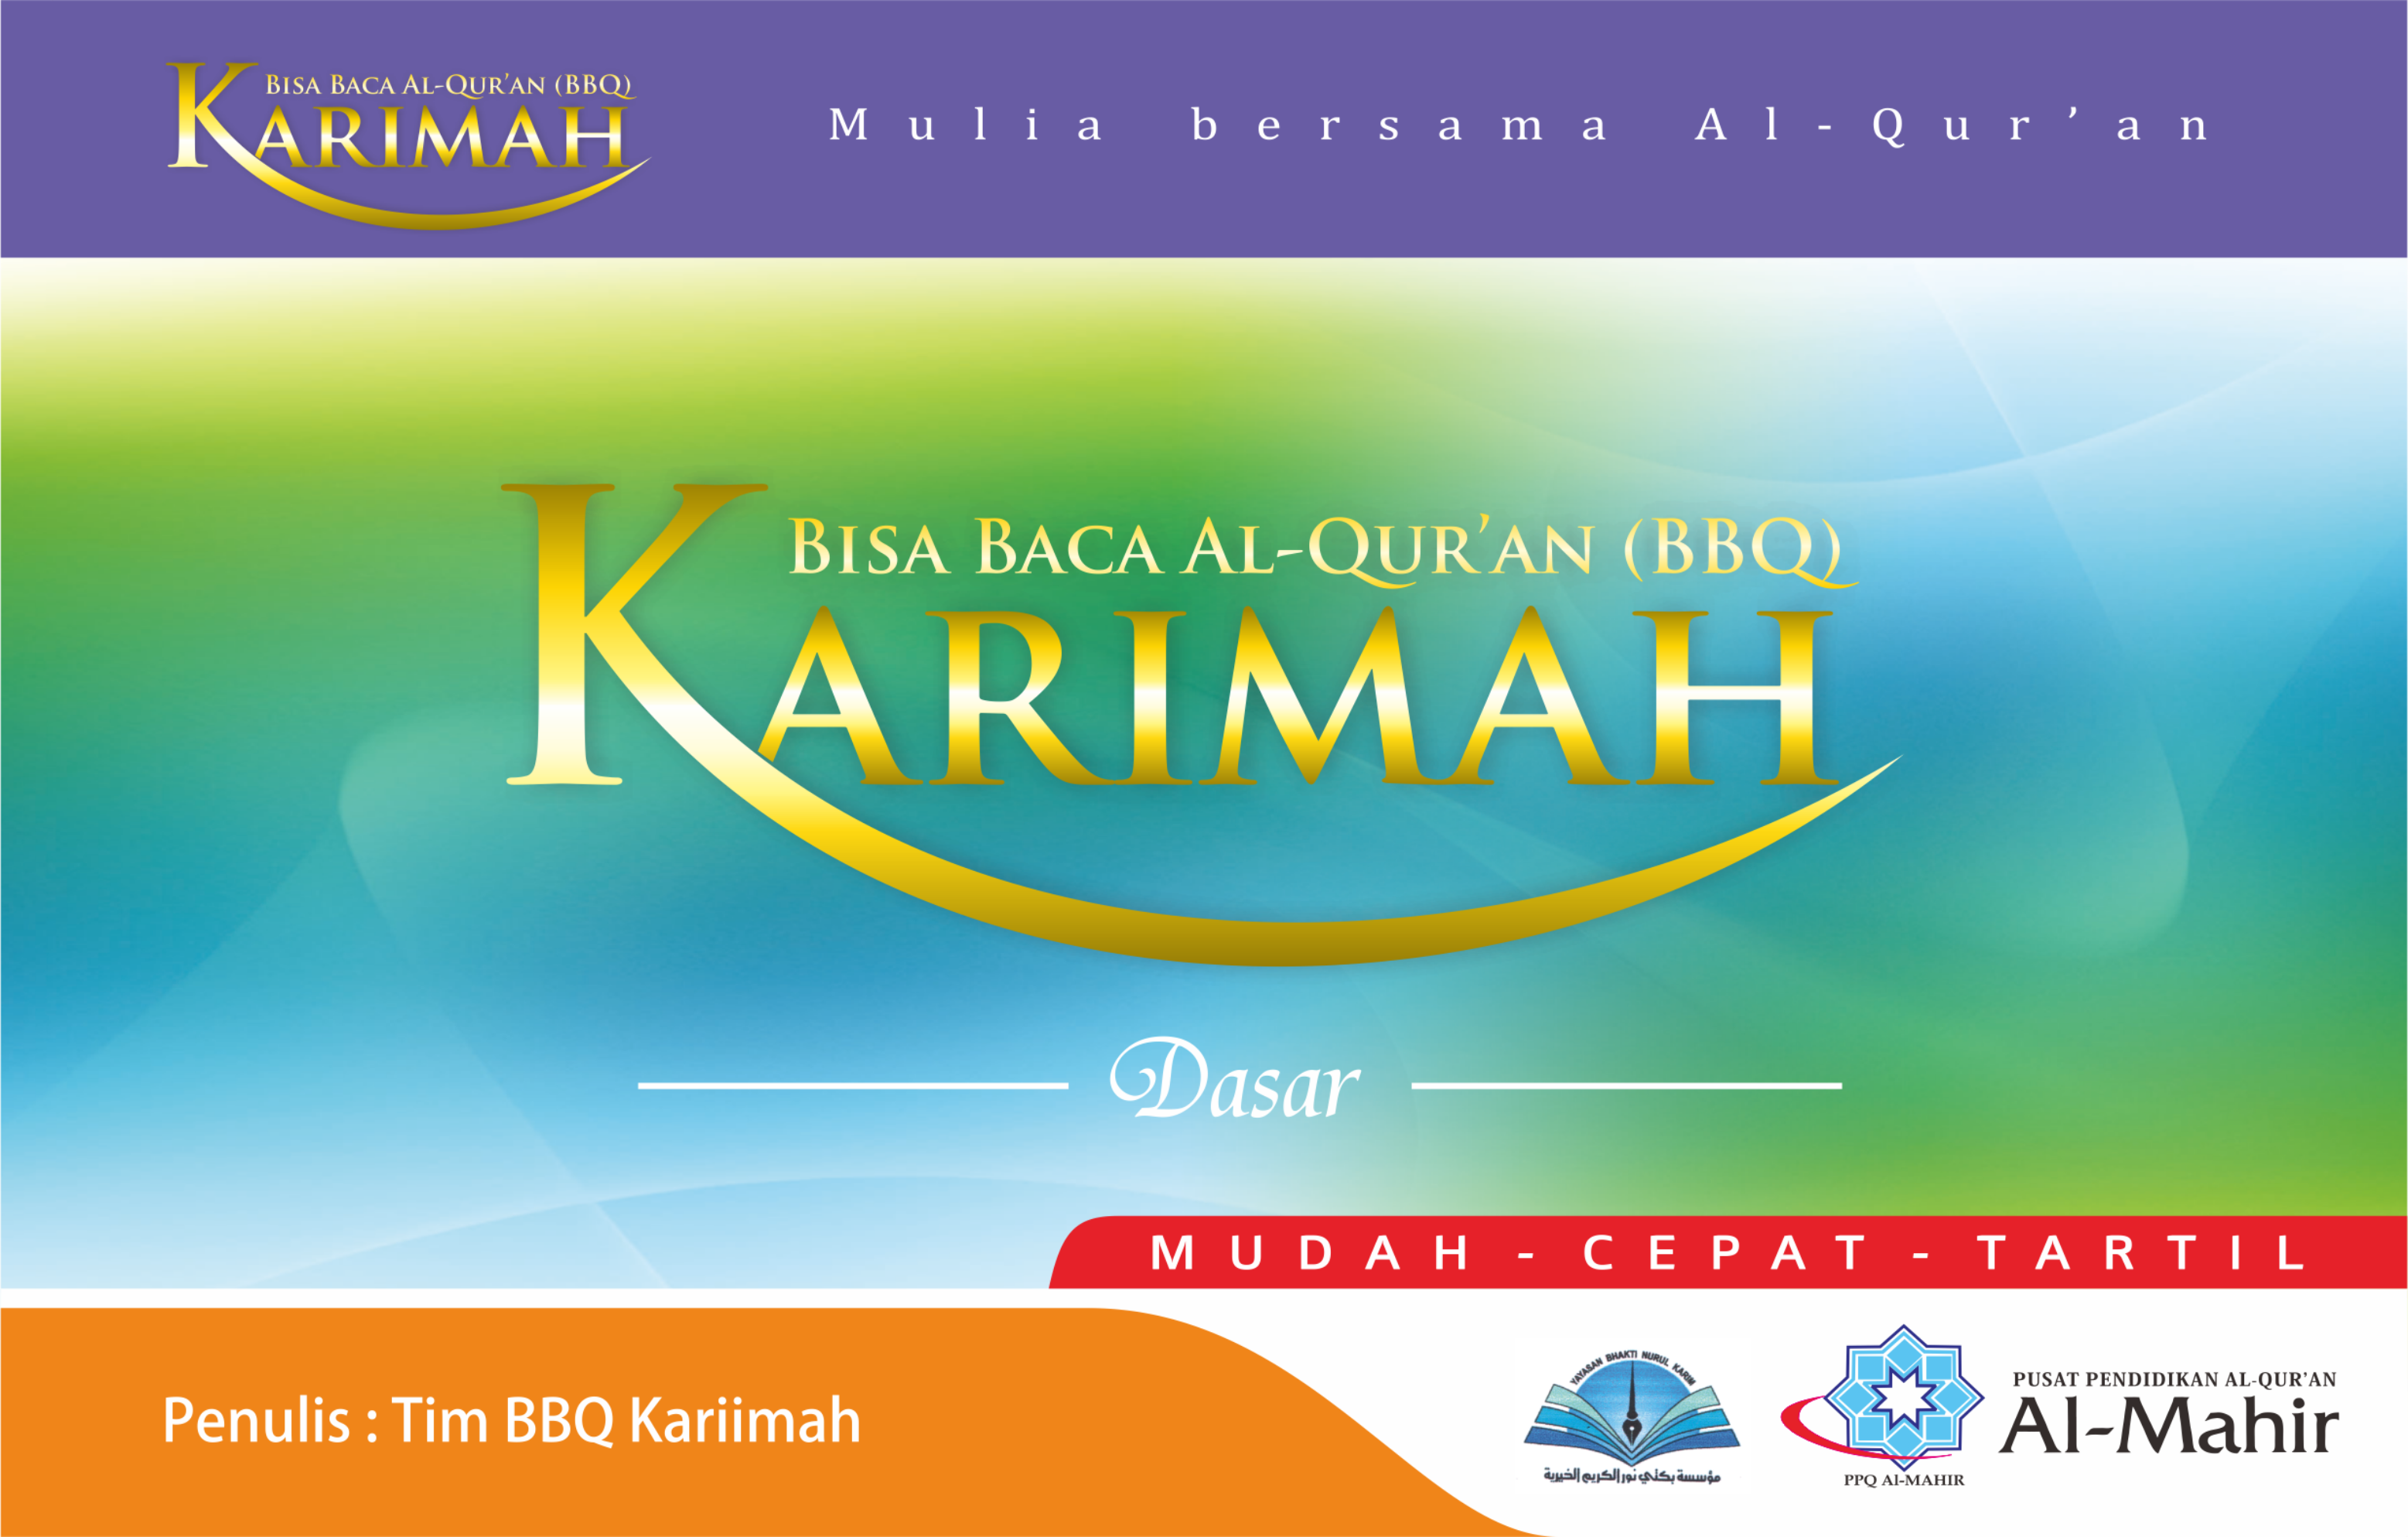 BISA BACA AL-QUR'AN (BBQ)
KARIMAH
Mulia bersama Al-Qur'an
BISA BACA AL-QUR'AN (BBQ)
KARIMAH
Dasar
MUDAH - CEPAT - TARTIL
Penulis : Tim BBQ Kariimah
YAYASAN BHAKTI NURUL KARIM
مؤسسة بكتي نور الكريم الخيرية
PPQ Al-MAHIR
PUSAT PENDIDIKAN AL-QUR'AN
Al-Mahir